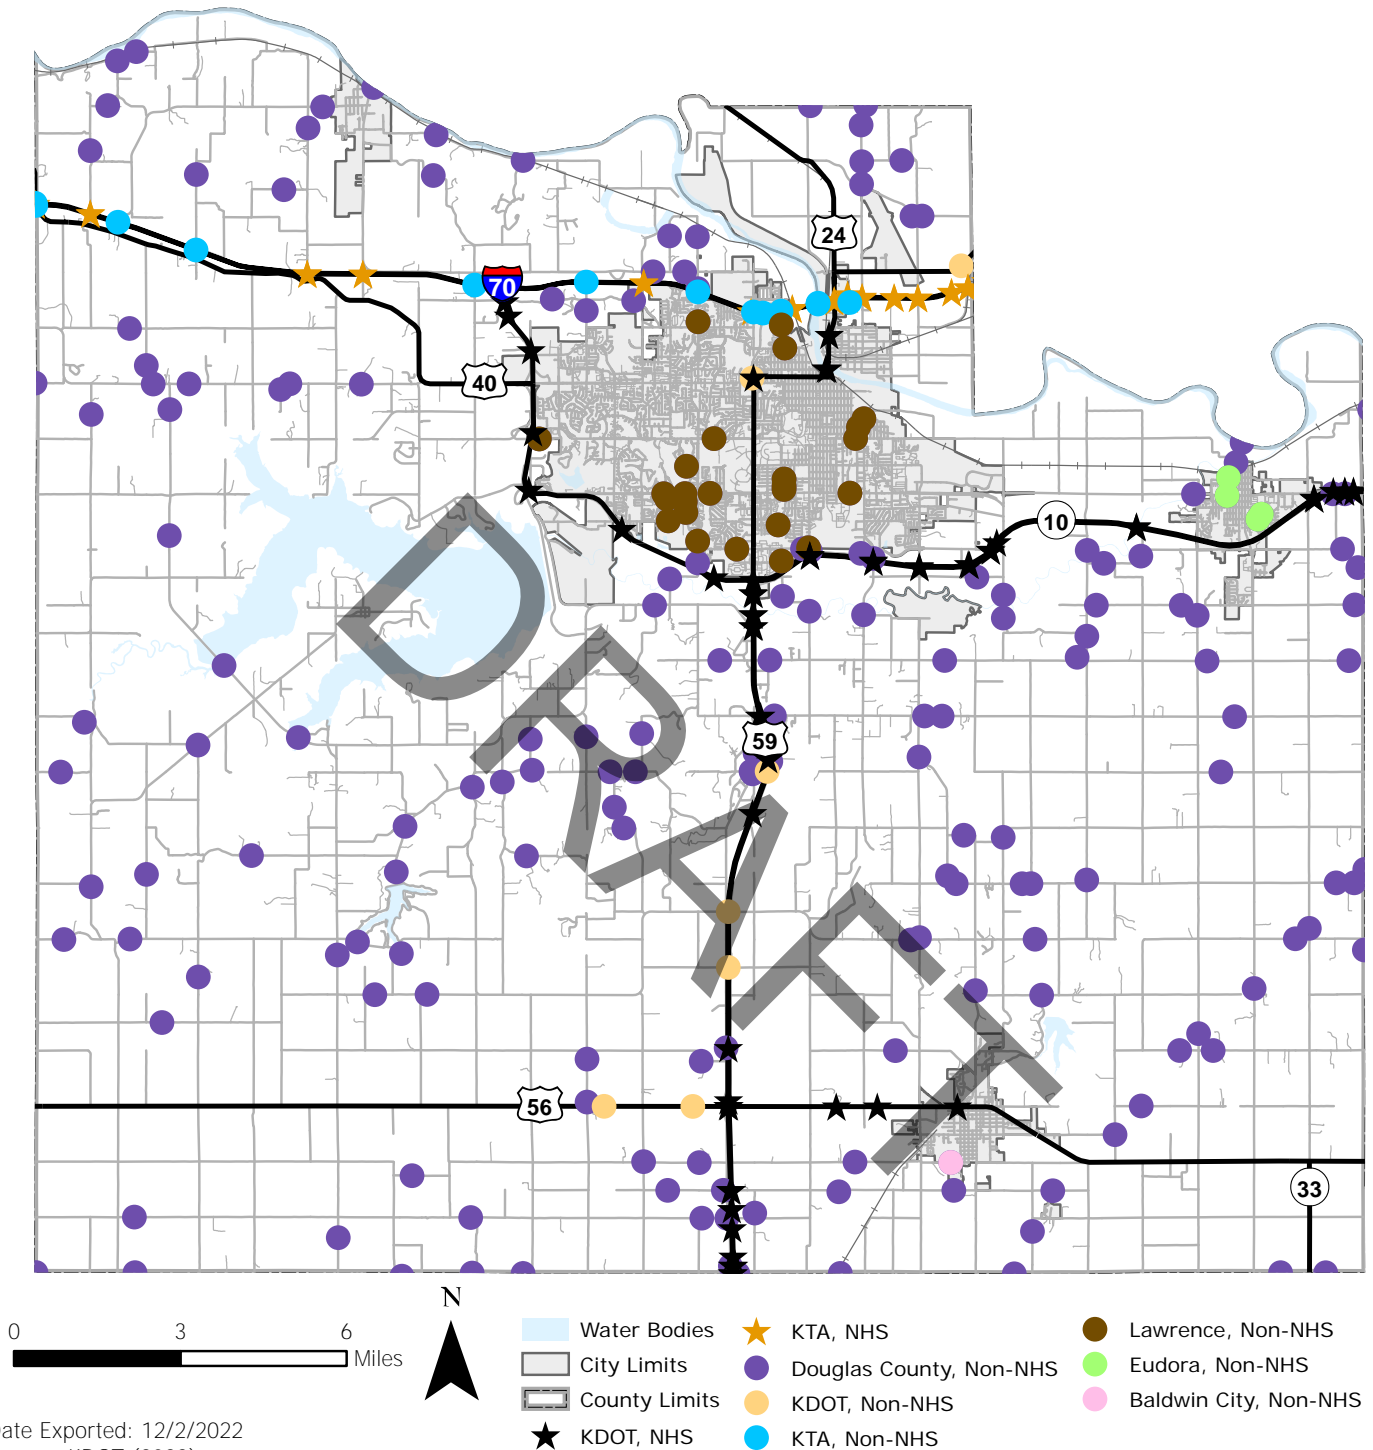 24
70
40
10
59
56
33
DRAFT
N
0 3 6
Miles
Water Bodies
City Limits
County Limits
KDOT, NHS
KTA, NHS
Douglas County, Non-NHS
KDOT, Non-NHS
KTA, Non-NHS
Lawrence, Non-NHS
Eudora, Non-NHS
Baldwin City, Non-NHS
ate Exported: 12/2/2022